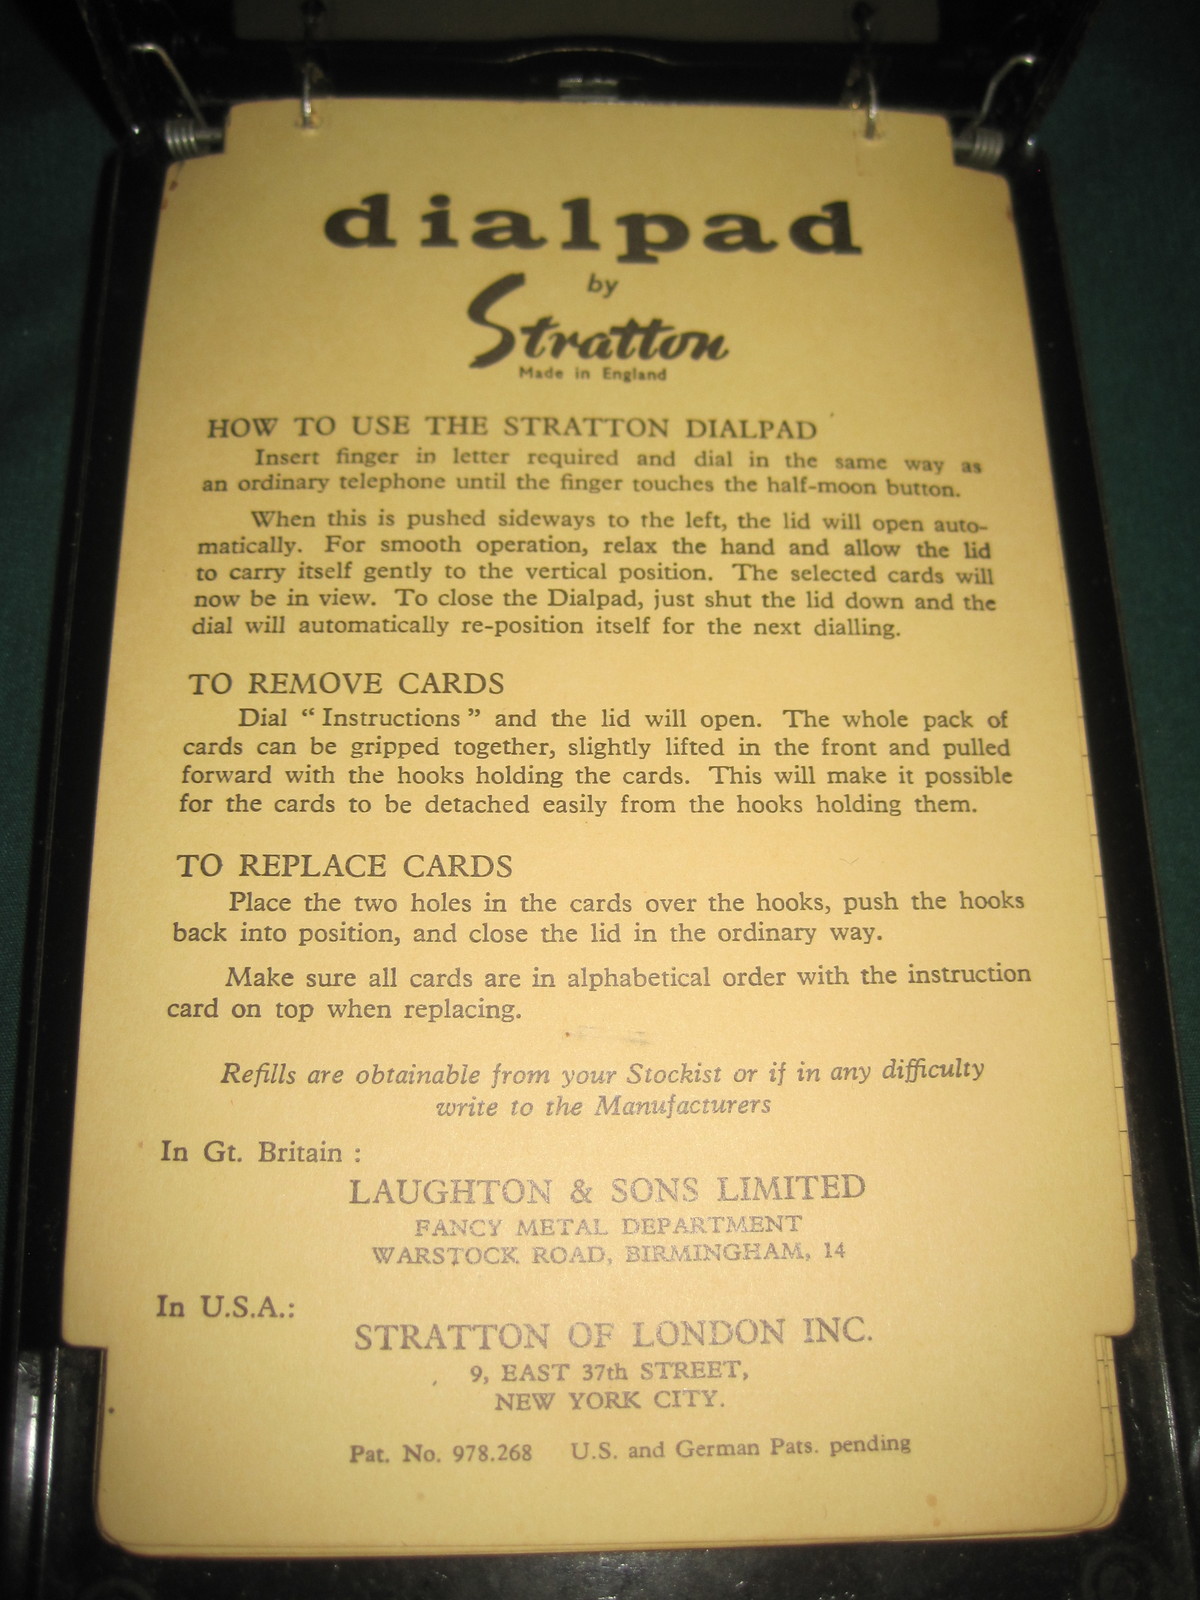 dialpad
by
Stratton
Made in England
HOW TO USE THE STRATTON DIALPAD
Insert finger in letter required and dial in the same way as
an ordinary telephone until the finger touches the half-moon button.
When this is pushed sideways to the left, the lid will open auto-
matically. For smooth operation, relax the hand and allow the lid
to carry itself gently to the vertical position. The selected cards will
now be in view. To close the Dialpad, just shut the lid down and the
dial will automatically re-position itself for the next dialling.
TO REMOVE CARDS
Dial “ Instructions ” and the lid will open. The whole pack of
cards can be gripped together, slightly lifted in the front and pulled
forward with the hooks holding the cards. This will make it possible
for the cards to be detached easily from the hooks holding them.
TO REPLACE CARDS
Place the two holes in the cards over the hooks, push the hooks
back into position, and close the lid in the ordinary way.
Make sure all cards are in alphabetical order with the instruction
card on top when replacing.
Refills are obtainable from your Stockist or if in any difficulty
write to the Manufacturers
In Gt. Britain :
LAUGHTON & SONS LIMITED
FANCY METAL DEPARTMENT
WARSTOCK ROAD, BIRMINGHAM, 14
In U.S.A.:
STRATTON OF LONDON INC.
9, EAST 37th STREET,
NEW YORK CITY.
Pat. No. 978.268 U.S. and German Pats. pending